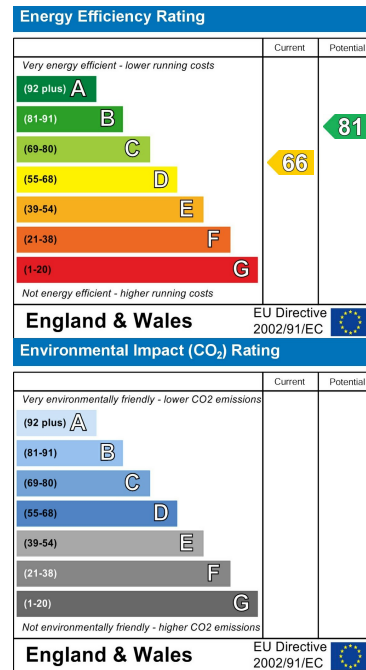 Energy Efficiency Rating
Current Potential
Very energy efficient - lower running costs
(92 plus) A
(81-91) B
81
(69-80) C
66
(55-68) D
(39-54) E
(21-38) F
(1-20) G
Not energy efficient - higher running costs
England & Wales EU Directive 2002/91/EC
Environmental Impact (CO₂) Rating
Current Potential
Very environmentally friendly - lower CO2 emissions
(92 plus) A
(81-91) B
(69-80) C
(55-68) D
(39-54) E
(21-38) F
(1-20) G
Not environmentally friendly - higher CO2 emissions
England & Wales EU Directive 2002/91/EC